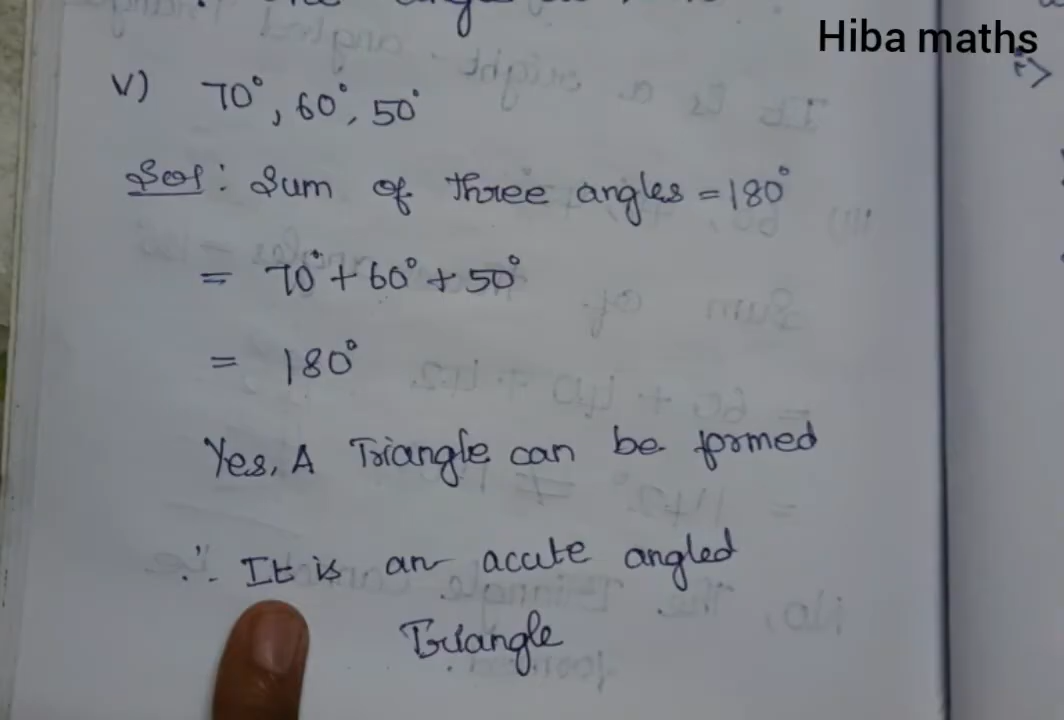 Hiba maths
v) 70°, 60°, 50°
Sol: Sum of three angles = 180°
= 70° + 60° + 50°
= 180°
Yes, A Triangle can be formed
∴ It is an acute angled
Triangle